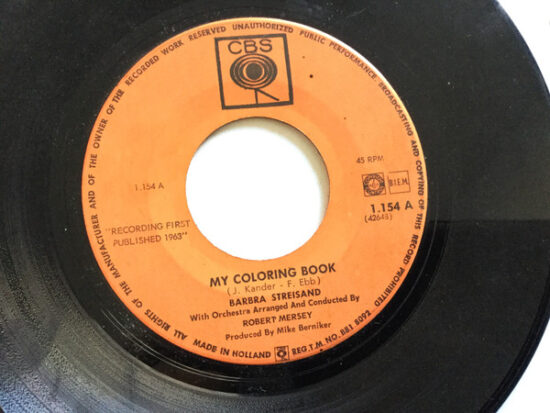 ALL RIGHTS OF THE MANUFACTURER AND OF THE OWNER OF THE RECORDED WORK RESERVED UNAUTHORIZED PUBLIC PERFORMANCE BROADCASTING AND COPYING OF THIS RECORD PROHIBITED
CBS
1.154 A
45 RPM
BIEM
1.154 A
(42648)
"RECORDING FIRST
PUBLISHED 1963"
MY COLORING BOOK
(J. Kander - F. Ebb)
BARBRA STREISAND
With Orchestra Arranged And Conducted By
ROBERT MERSEY
Produced By Mike Berniker
MADE IN HOLLAND REG.T.M. NO. BB1 8092